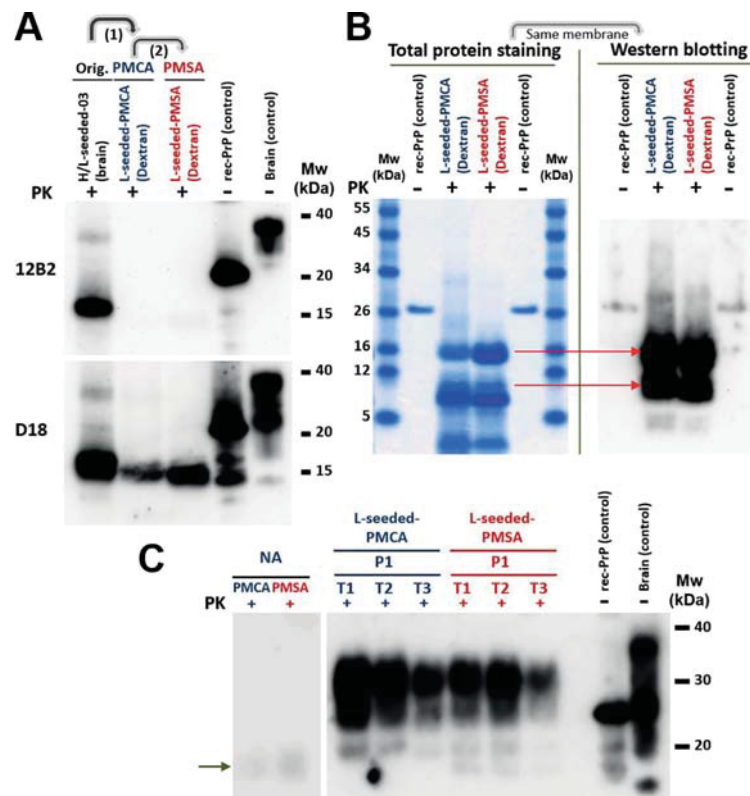 A
(1)
(2)
Orig. PMCA PMSA
H/L-seeded-03
(brain)
L-seeded-PMCA
(Dextran)
L-seeded-PMSA
(Dextran)
rec-PrP (control)
Brain (control)
Mw
(kDa)
PK + + + - -
12B2
40
20
15
D18
40
20
15
B
Same membrane
Total protein staining
Western blotting
Mw
(kDa)
rec-PrP (control)
L-seeded-PMCA
(Dextran)
L-seeded-PMSA
(Dextran)
rec-PrP (control)
Mw
(kDa)
rec-PrP (control)
L-seeded-PMCA
(Dextran)
L-seeded-PMSA
(Dextran)
rec-PrP (control)
PK - + + - - + + -
55
45
34
26
16
12
5
C
L-seeded-
PMCA
L-seeded-
PMSA
NA
P1
P1
PMCA PMSA
T1 T2 T3 T1 T2 T3
rec-PrP (control)
Brain (control)
Mw
(kDa)
PK + + + + + + + + - -
40
30
20